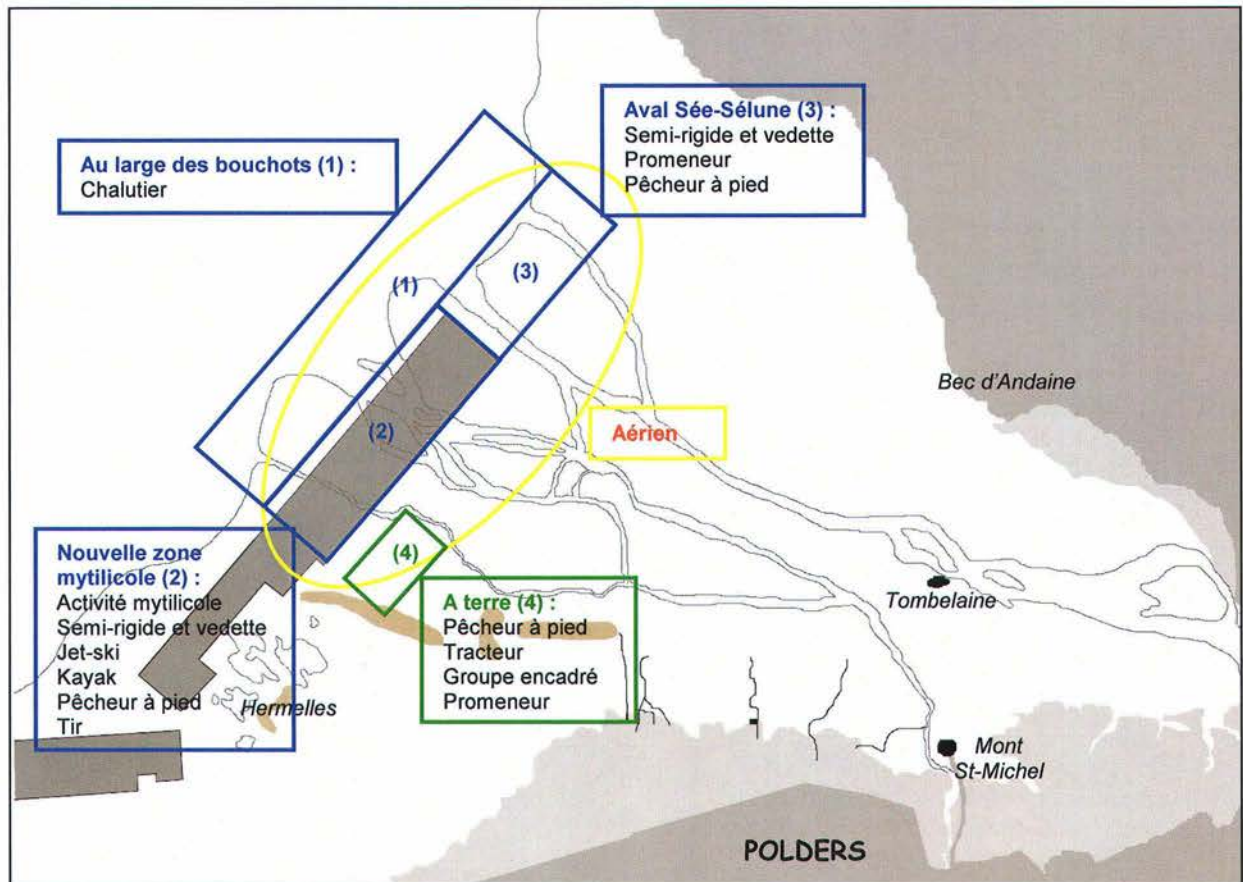 Au large des bouchots (1) :
Chalutier
Aval Sée-Sélune (3) :
Semi-rigide et vedette
Promeneur
Pêcheur à pied
(3)
(1)
(2)
Bec d'Andaine
Aérien
Nouvelle zone
mytilicole (2) :
Activité mytilicole
Semi-rigide et vedette
Jet-ski
Kayak
Pêcheur à pied
Tir
(4)
A terre (4) :
Pêcheur à pied
Tracteur
Groupe encadré
Promeneur
Tombelaine
Hermelles
Mont
St-Michel
POLDERS